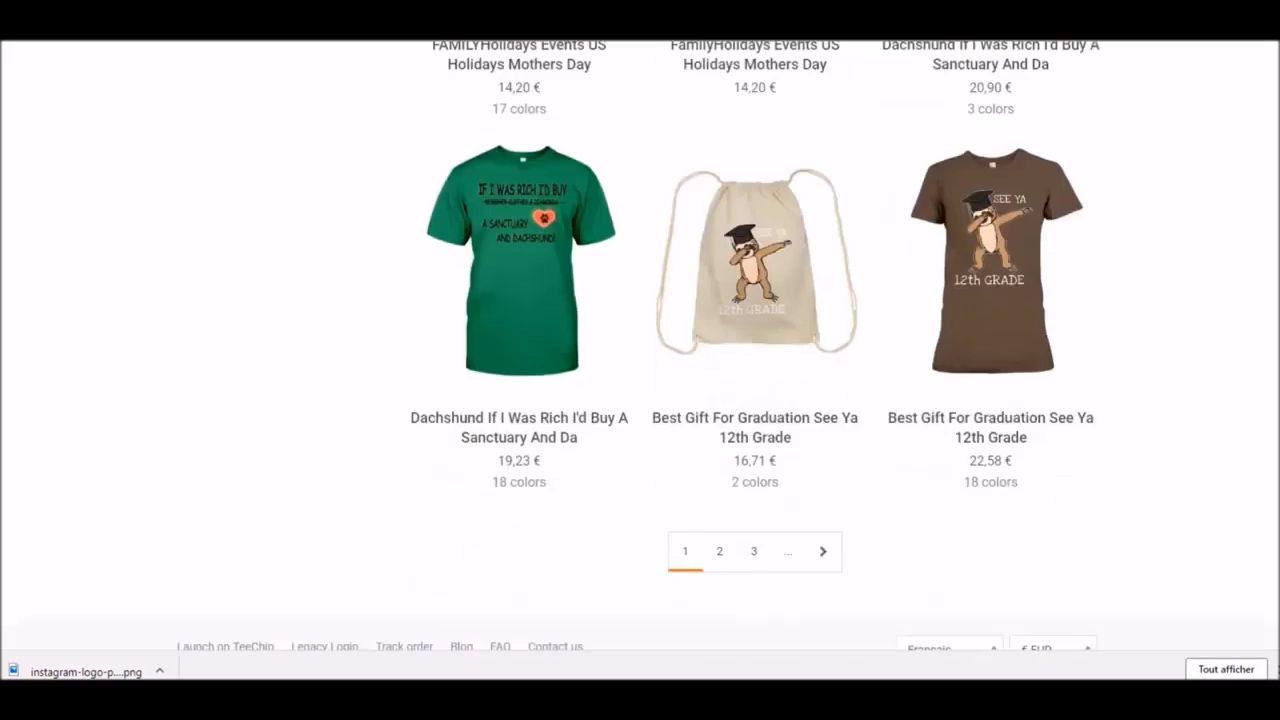 FAMILYHolidays Events US
Holidays Mothers Day
14,20 €
17 colors
FamilyHolidays Events US
Holidays Mothers Day
14,20 €
Dachshund If I Was Rich I'd Buy A
Sanctuary And Da
20,90 €
3 colors
IF I WAS RICH I'D BUY
A SANCTUARY
AND DACHSHUND!
SEE YA
12th GRADE
SEE YA
12th GRADE
Dachshund If I Was Rich I'd Buy A
Sanctuary And Da
19,23 €
18 colors
Best Gift For Graduation See Ya
12th Grade
16,71 €
2 colors
Best Gift For Graduation See Ya
12th Grade
22,58 €
18 colors
1 2 3 ...
Launch on TeeChip Legacy Login... Track order Blog FAQ Contact us
Français € EUR
instagram-logo-p....png
Tout afficher